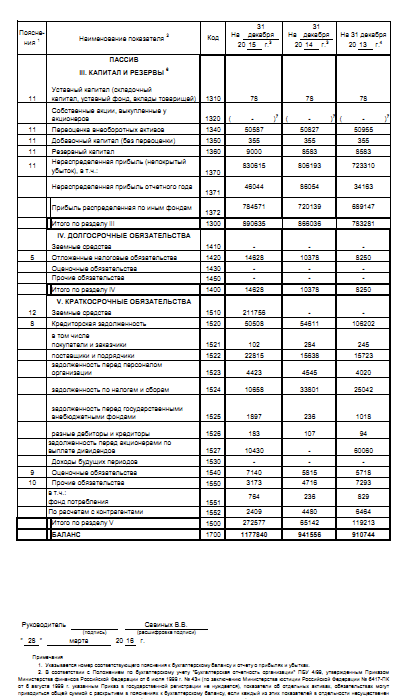 Поясне-ния 1 Наименование показателя 2 Код На 31 декабря 20 15 г.3 На 31 декабря 20 14 г.3 На 31 декабря 20 13 г.4
ПАССИВ
III. КАПИТАЛ И РЕЗЕРВЫ 6
Уставный капитал (складочный
11 капитал, уставный фонд, вклады товарищей) 1310 78 78 78
Собственные акции, выкупленные у
акционеров 1320 ( - )7 ( - )7 ( - )7
11 Переоценка внеоборотных активов 1340 50587 50827 50955
11 Добавочный капитал (без переоценки) 1350 355 355 355
11 Резервный капитал 1360 9000 8583 8583
11 Нераспределенная прибыль (непокрытый
убыток), в т.ч.: 1370 830615 806193 723310
Нераспределенная прибыль отчетного года 1371 46044 86054 34163
Прибыль распределенная по иным фондам 1372 784571 720139 689147
Итого по разделу III 1300 890635 866036 783281
IV. ДОЛГОСРОЧНЫЕ ОБЯЗАТЕЛЬСТВА
Заемные средства 1410 - - -
5 Отложенные налоговые обязательства 1420 14628 10378 8250
Оценочные обязательства 1430 - - -
Прочие обязательства 1450 - - -
Итого по разделу IV 1400 14628 10378 8250
V. КРАТКОСРОЧНЫЕ ОБЯЗАТЕЛЬСТВА
12 Заемные средства 1510 211756 - -
8 Кредиторская задолженность 1520 50508 54611 106202
в том числе
покупатели и заказчики 1521 102 284 245
поставщики и подрядчики 1522 22815 15638 15723
задолженность перед персоналом
организации 1523 4423 4545 4020
задолженность по налогам и сборам 1524 10658 33801 25042
задолженность перед государственными
внебюджетными фондами 1525 1897 236 1018
разные дебиторы и кредиторы 1526 183 107 94
задолженность перед акционерами по
выплате дивидендов 1527 10430 - 60060
Доходы будущих периодов 1530 - - -
9 Оценочные обязательства 1540 7140 5815 5718
10 Прочие обязательства 1550 3173 4716 7293
в т.ч.:
фонд потребления 1551 764 236 829
По расчетам с контрагентами 1552 2409 4480 6464
Итого по разделу V 1500 272577 65142 119213
БАЛАНС 1700 1177840 941556 910744
Руководитель Савиных В.В.
(подпись) (расшифровка подписи)
" 28 " марта 20 16 г.
Примечания
1. Указывается номер соответствующего пояснения к бухгалтерскому балансу и отчету о прибылях и убытках.
2. В соответствии с Положением по бухгалтерскому учету "Бухгалтерская отчетность организации" ПБУ 4/99, утвержденным Приказом
Министерства финансов Российской Федерации от 6 июля 1999 г. № 43н (по заключению Министерства юстиции Российской Федерации № 6417-ПК
от 6 августа 1999 г. указанный Приказ в государственной регистрации не нуждается), показатели об отдельных активах, обязательствах могут
приводиться общей суммой с раскрытием в пояснениях к бухгалтерскому балансу, если каждый из этих показателей в отдельности несущественен